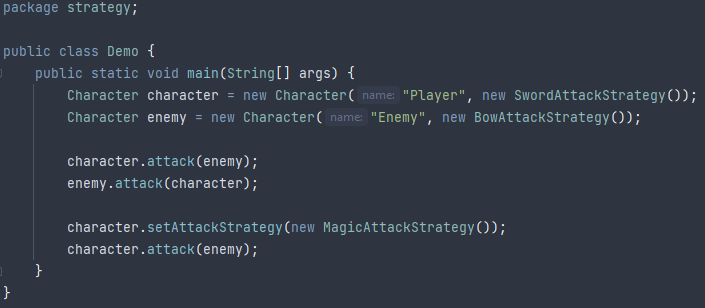 package strategy;
public class Demo {
public static void main(String[] args) {
Character character = new Character( name: "Player", new SwordAttackStrategy());
Character enemy = new Character( name: "Enemy", new BowAttackStrategy());
character.attack(enemy);
enemy.attack(character);
character.setAttackStrategy(new MagicAttackStrategy());
character.attack(enemy);
}
}